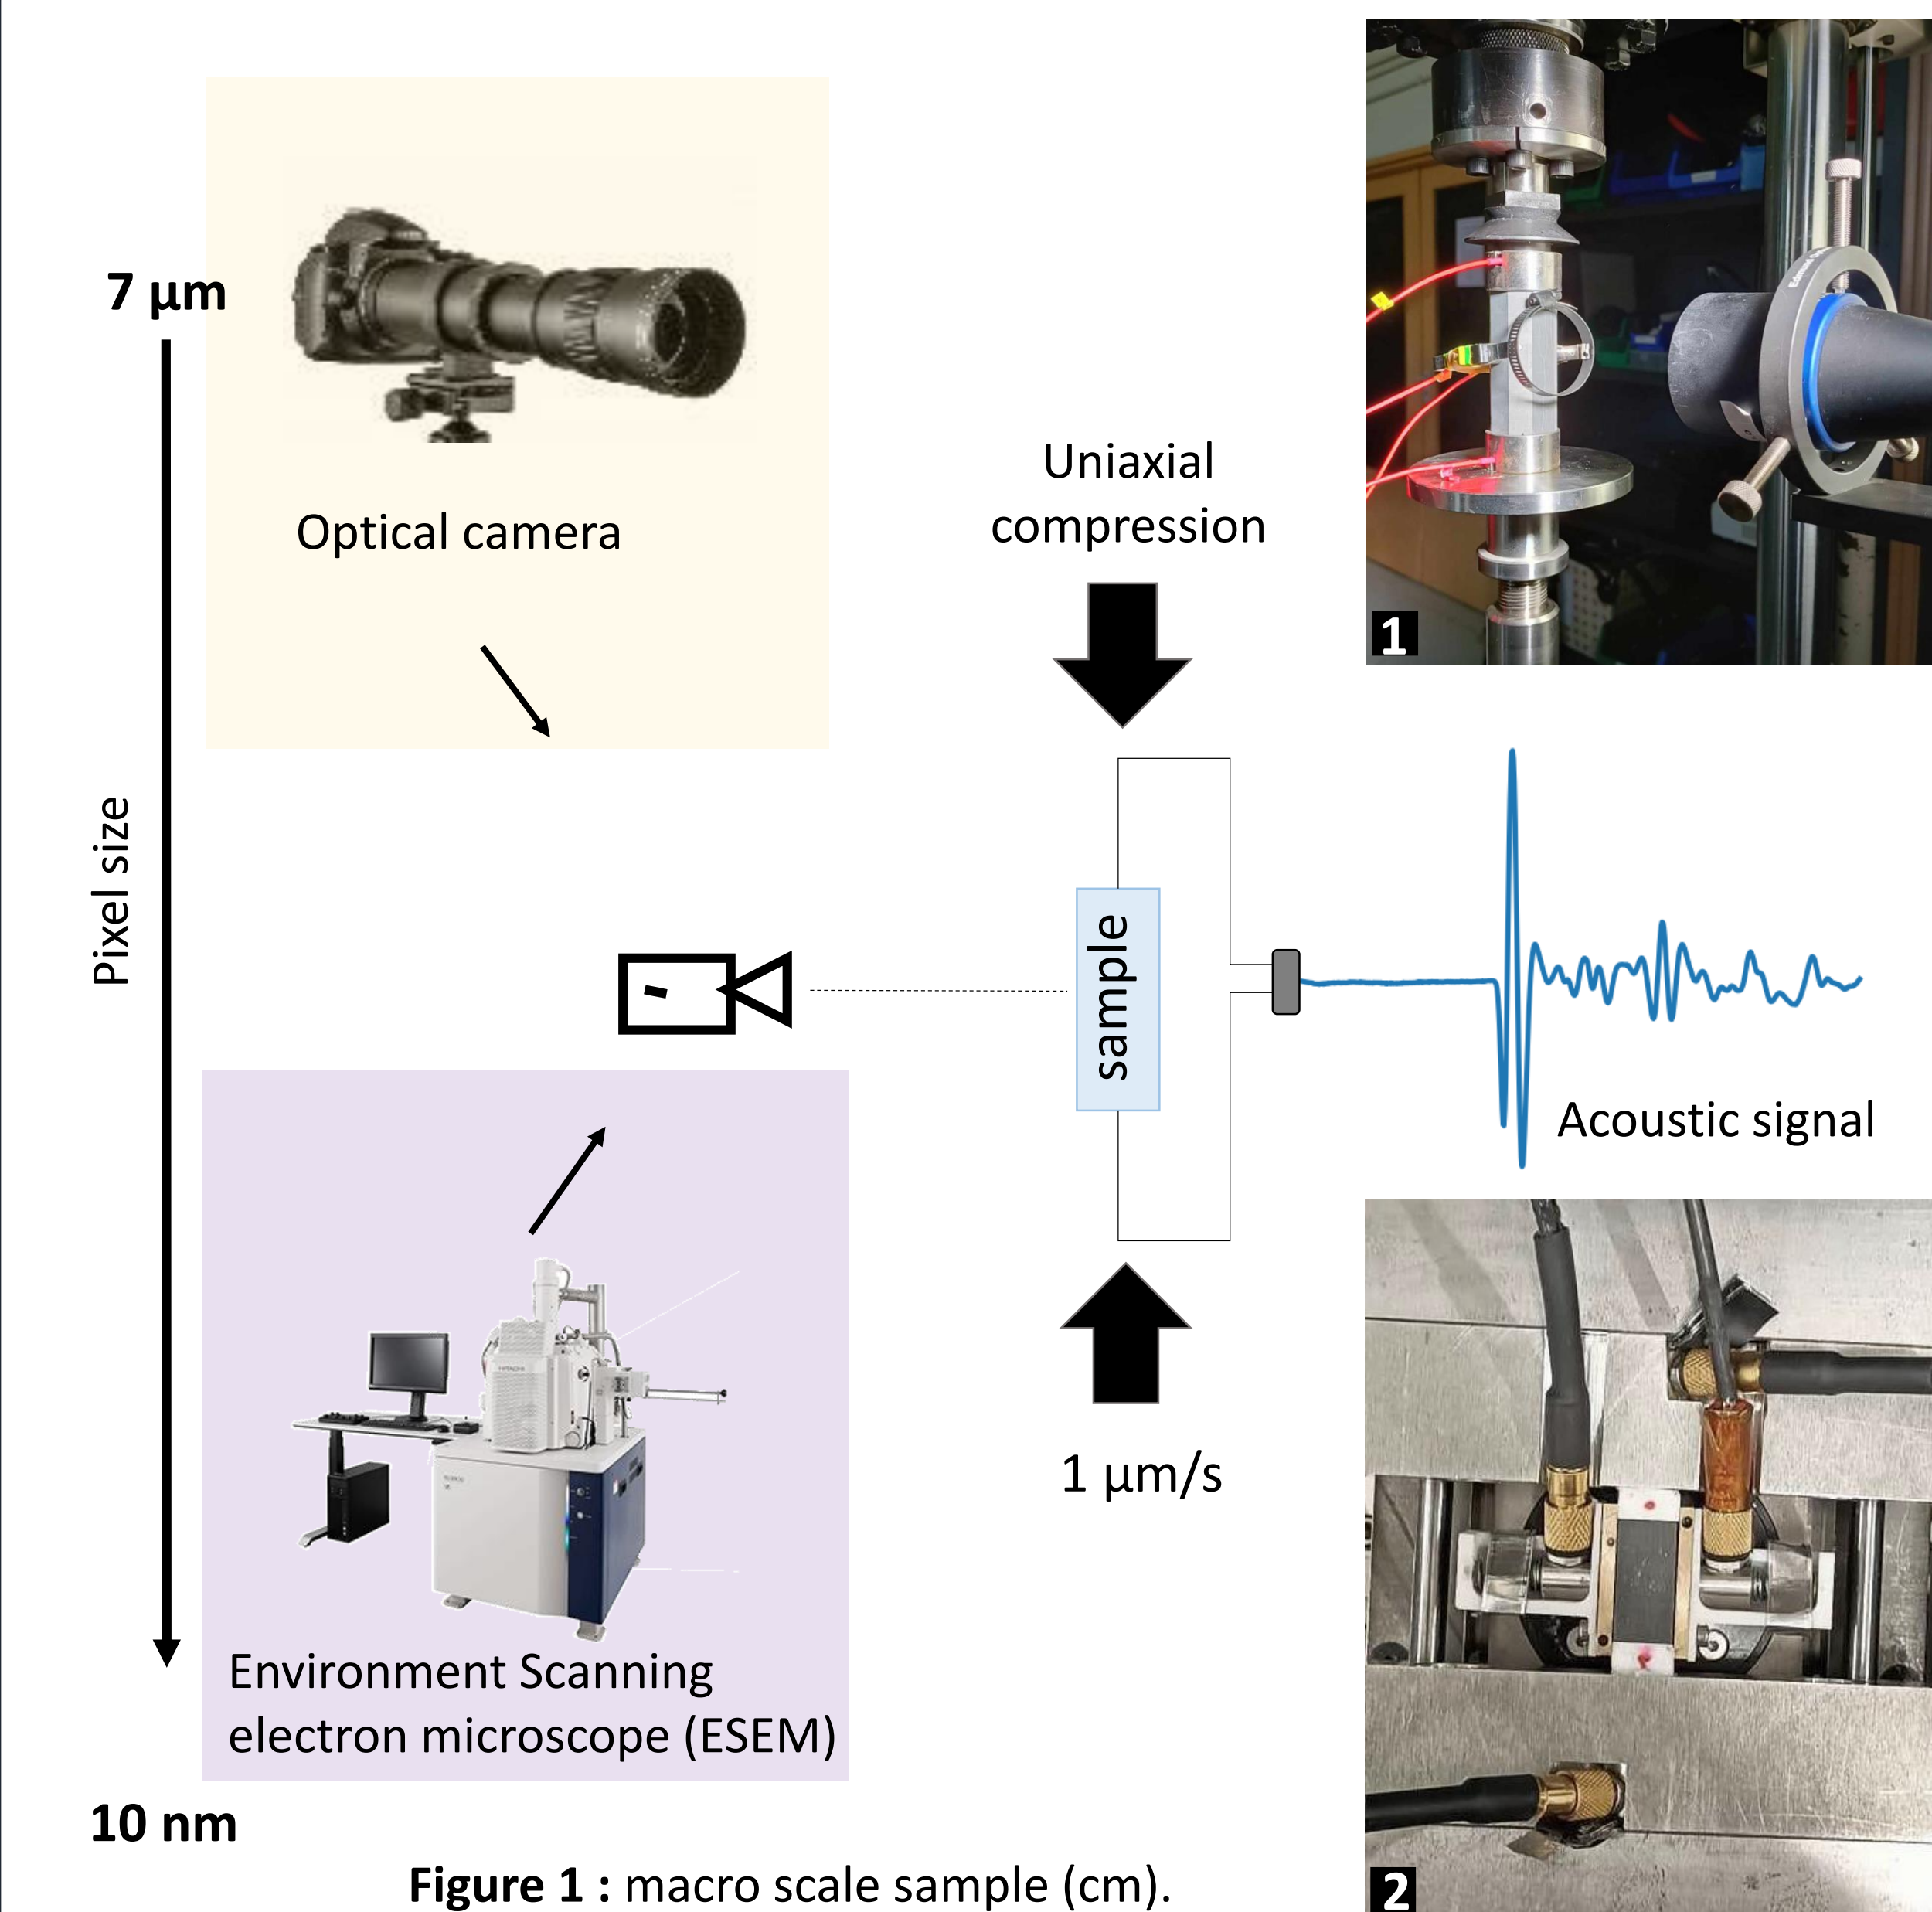 7 µm
Optical camera
Uniaxial
compression
1
Pixel size
sample
Acoustic signal
Environment Scanning
electron microscope (ESEM)
1 µm/s
10 nm
2
Figure 1 : macro scale sample (cm).